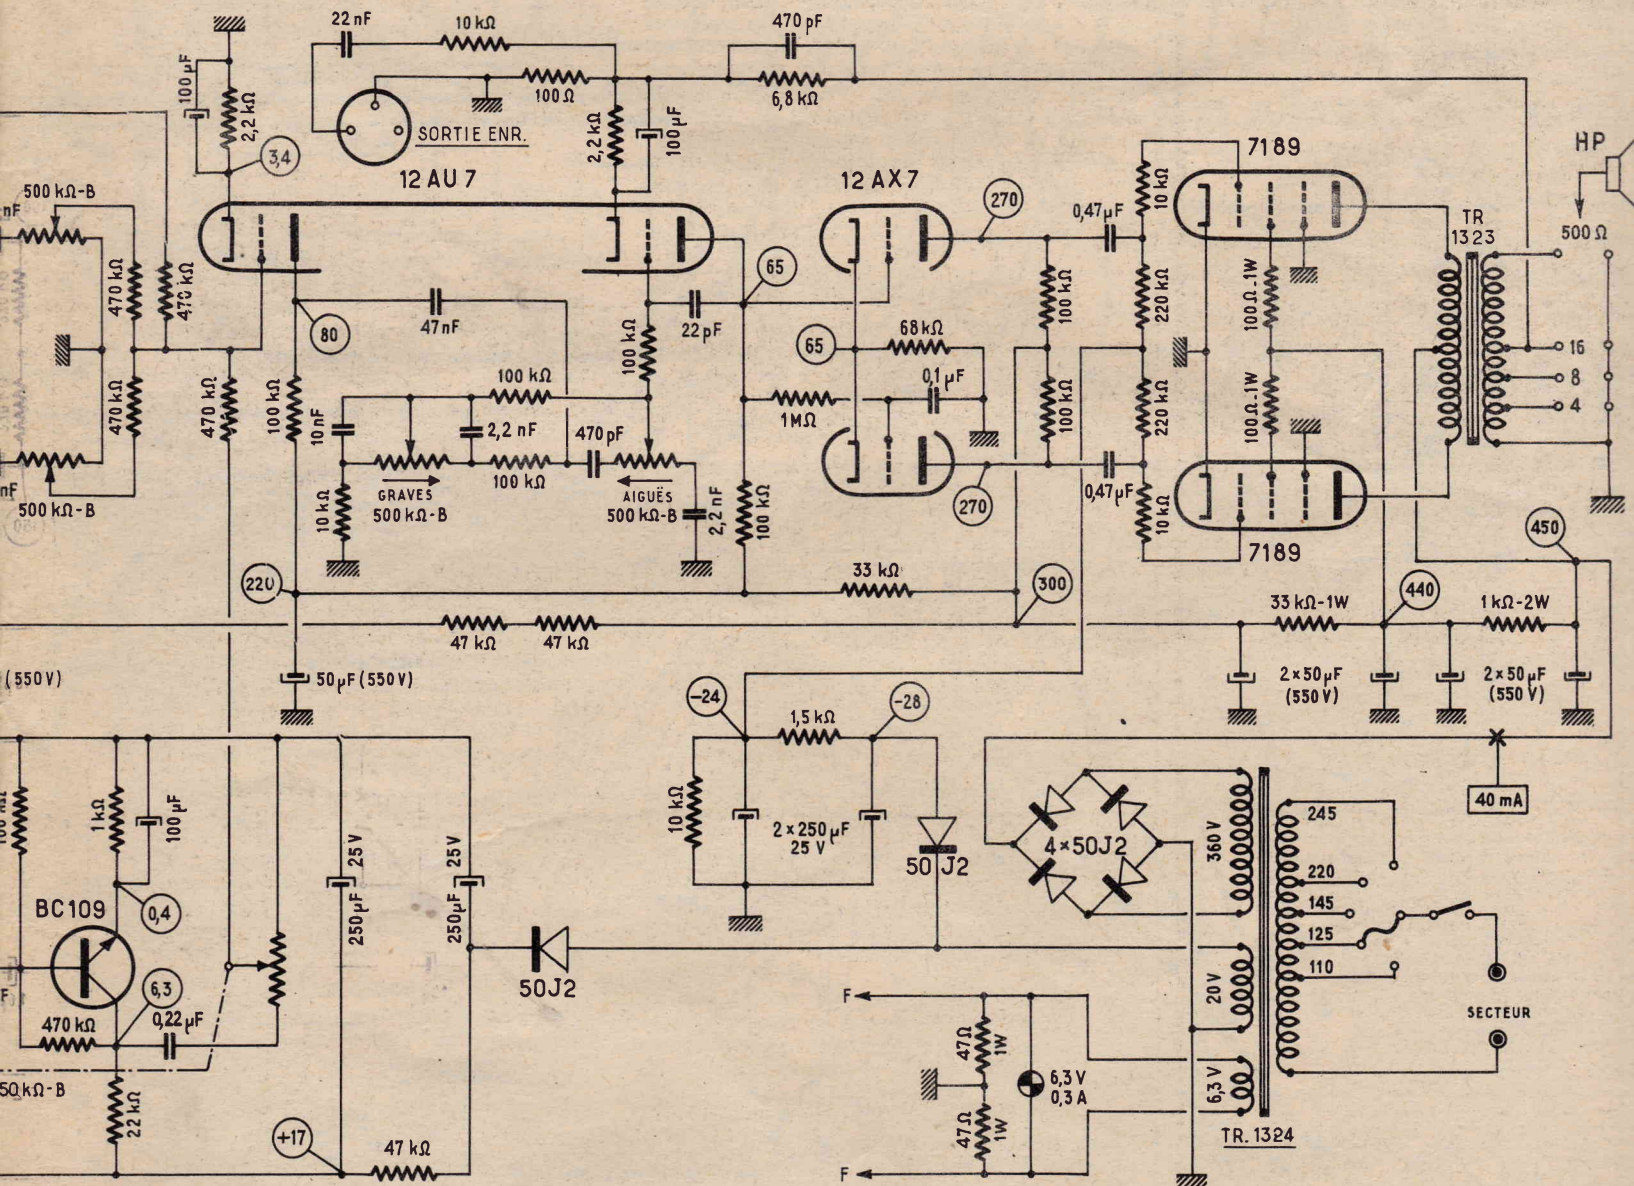 22 nF
10 kΩ
470 pF
100 µF
2,2 kΩ
100 Ω
6,8 kΩ
SORTIE ENR.
2,2 kΩ
100 µF
3,4
12 AU 7
12 AX 7
7189
HP
500 kΩ-B
nF
270
0,47µF
10 kΩ
TR
1323
500 Ω
470 kΩ
470 kΩ
65
80
47 nF
22 pF
100 kΩ
220 kΩ
100 Ω-1W
65
68 kΩ
16
8
4
100 kΩ
100 kΩ
0,1 µF
1MΩ
470 kΩ
470 kΩ
100 kΩ
10 nF
2,2 nF
470 pF
100 kΩ
220 kΩ
100 Ω-1W
nF
500 kΩ-B
10 kΩ
GRAVES
500 kΩ-B
100 kΩ
AIGUËS
500 kΩ-B
2,2 nF
100 kΩ
270
0,47µF
10 kΩ
7189
450
220
33 kΩ
300
440
33 kΩ-1W
1 kΩ-2W
47 kΩ
47 kΩ
(550 V)
50 µF (550 V)
2×50 µF
(550 V)
2×50 µF
(550 V)
-24
-28
1,5 kΩ
1 kΩ
100 µF
25 V
250 µF
25 V
250 µF
10 kΩ
2 × 250 µF
25 V
50 J2
4×50J2
360 V
40 mA
245
220
145
125
110
BC109
0,4
50J2
20 V
6,3
F
470 kΩ
0,22 µF
F
47 Ω
1W
6,3 V
0,3 A
6,3 V
SECTEUR
50 kΩ-B
22 kΩ
+17
47 kΩ
47 Ω
1W
F
TR. 1324